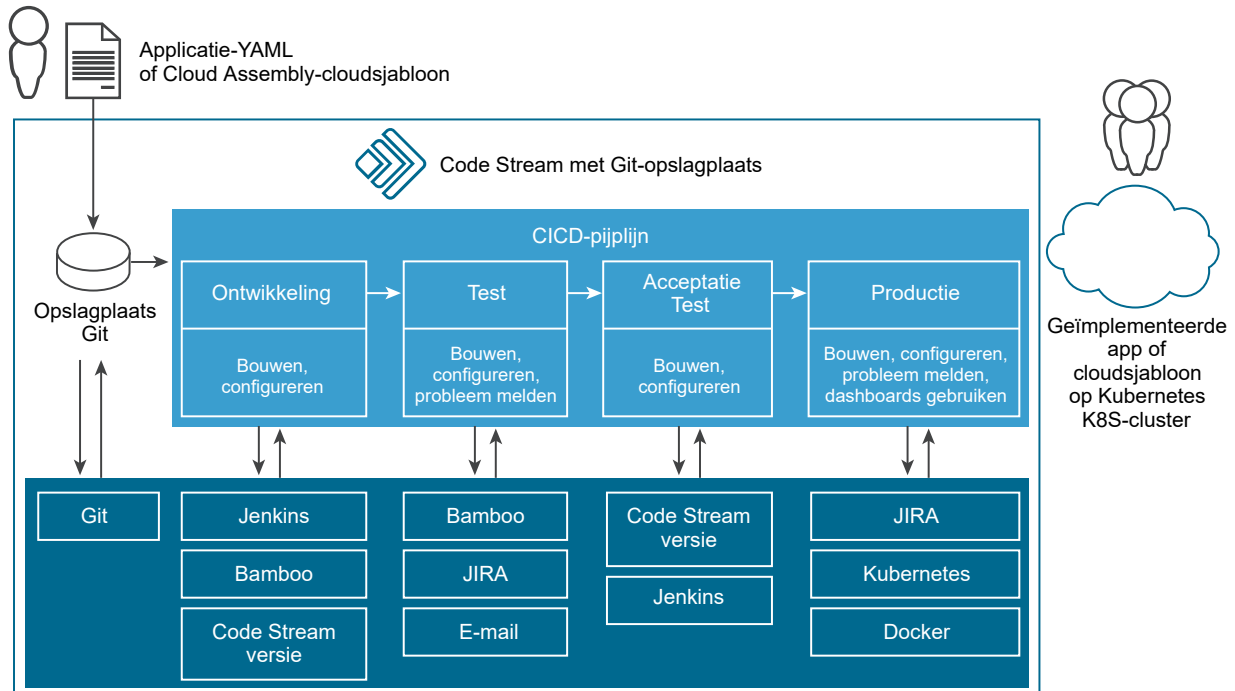 Applicatie-YAML
of Cloud Assembly-cloudsjabloon
Code Stream met Git-opslagplaats
CICD-pijplijn
Opslagplaats
Git
Ontwikkeling
Bouwen,
configureren
Test
Bouwen,
configureren,
probleem melden
Acceptatie
Test
Bouwen,
configureren
Productie
Bouwen, configureren,
probleem melden,
dashboards gebruiken
Geïmplementeerde
app of
cloudsjabloon
op Kubernetes
K8S-cluster
Git
Jenkins
Bamboo
Code Stream
versie
Bamboo
JIRA
E-mail
Code Stream
versie
Jenkins
JIRA
Kubernetes
Docker